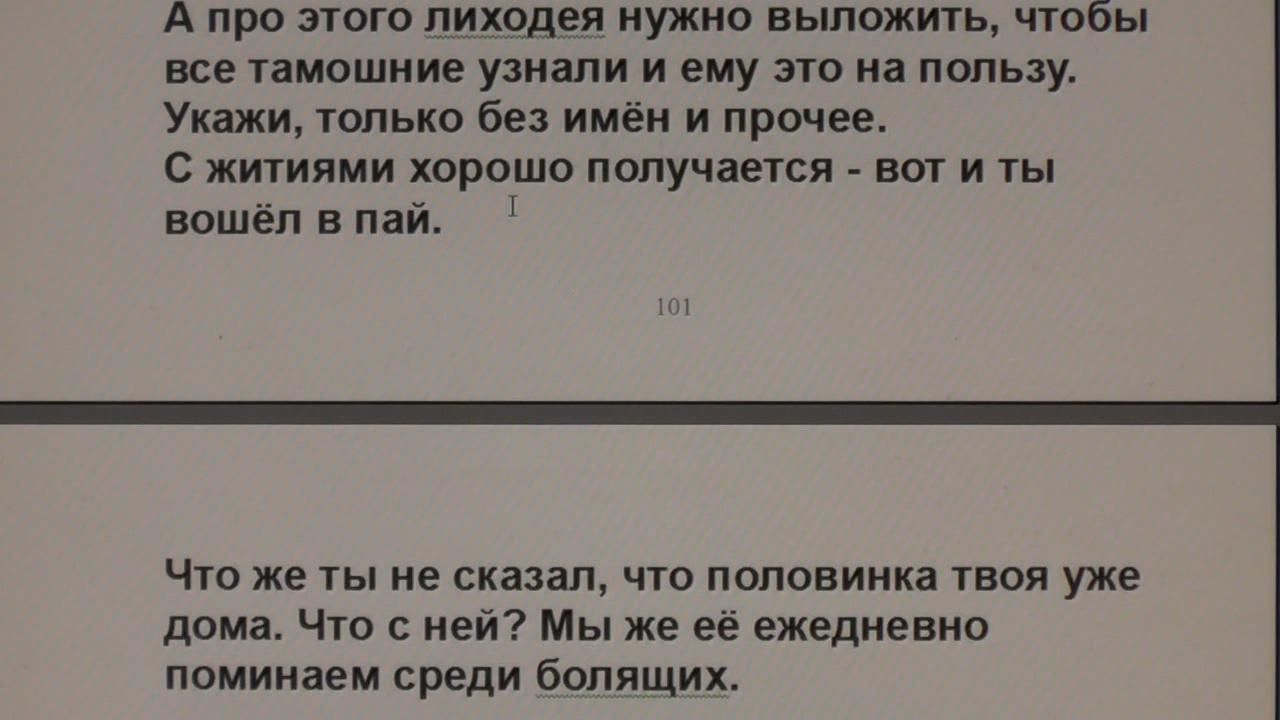 А про этого лиходея нужно выложить, чтобы
все тамошние узнали и ему это на пользу.
Укажи, только без имён и прочее.
С житиями хорошо получается - вот и ты
вошёл в пай.
101
Что же ты не сказал, что половинка твоя уже
дома. Что с ней? Мы же её ежедневно
поминаем среди болящих.